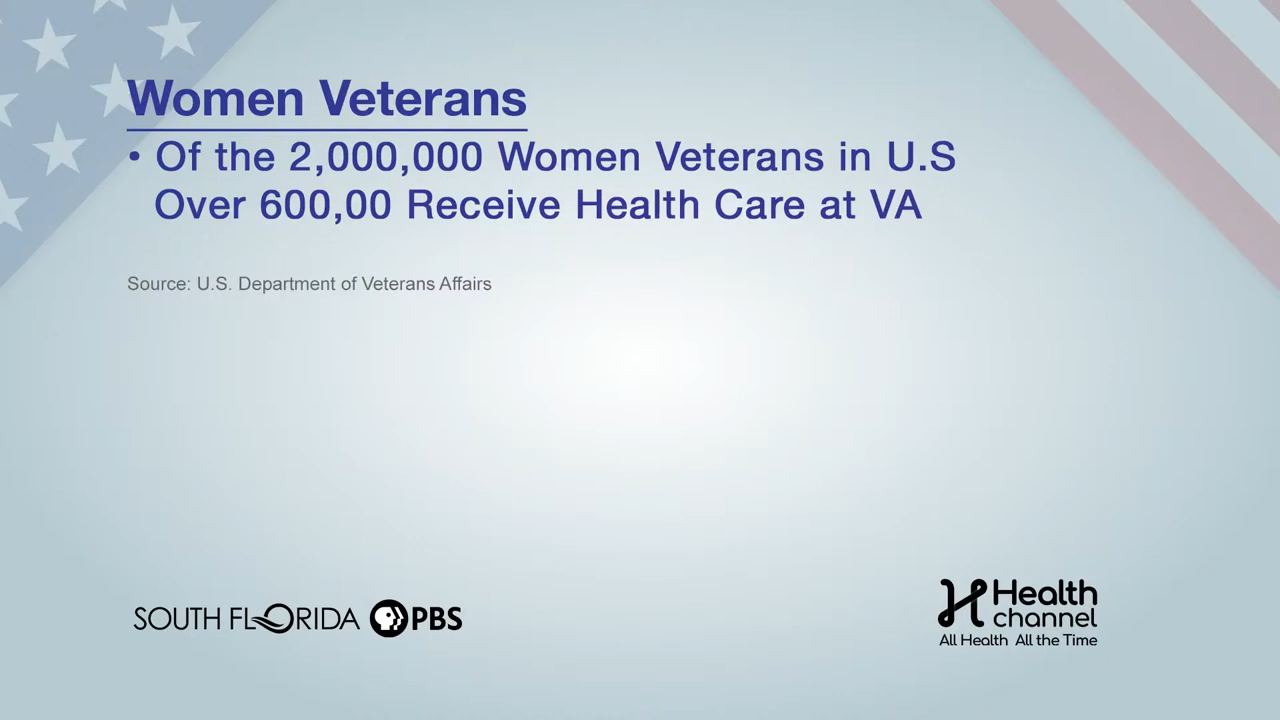 Women Veterans
• Of the 2,000,000 Women Veterans in U.S
Over 600,00 Receive Health Care at VA
Source: U.S. Department of Veterans Affairs
SOUTH FLORIDA PBS
Health
channel
All Health All the Time